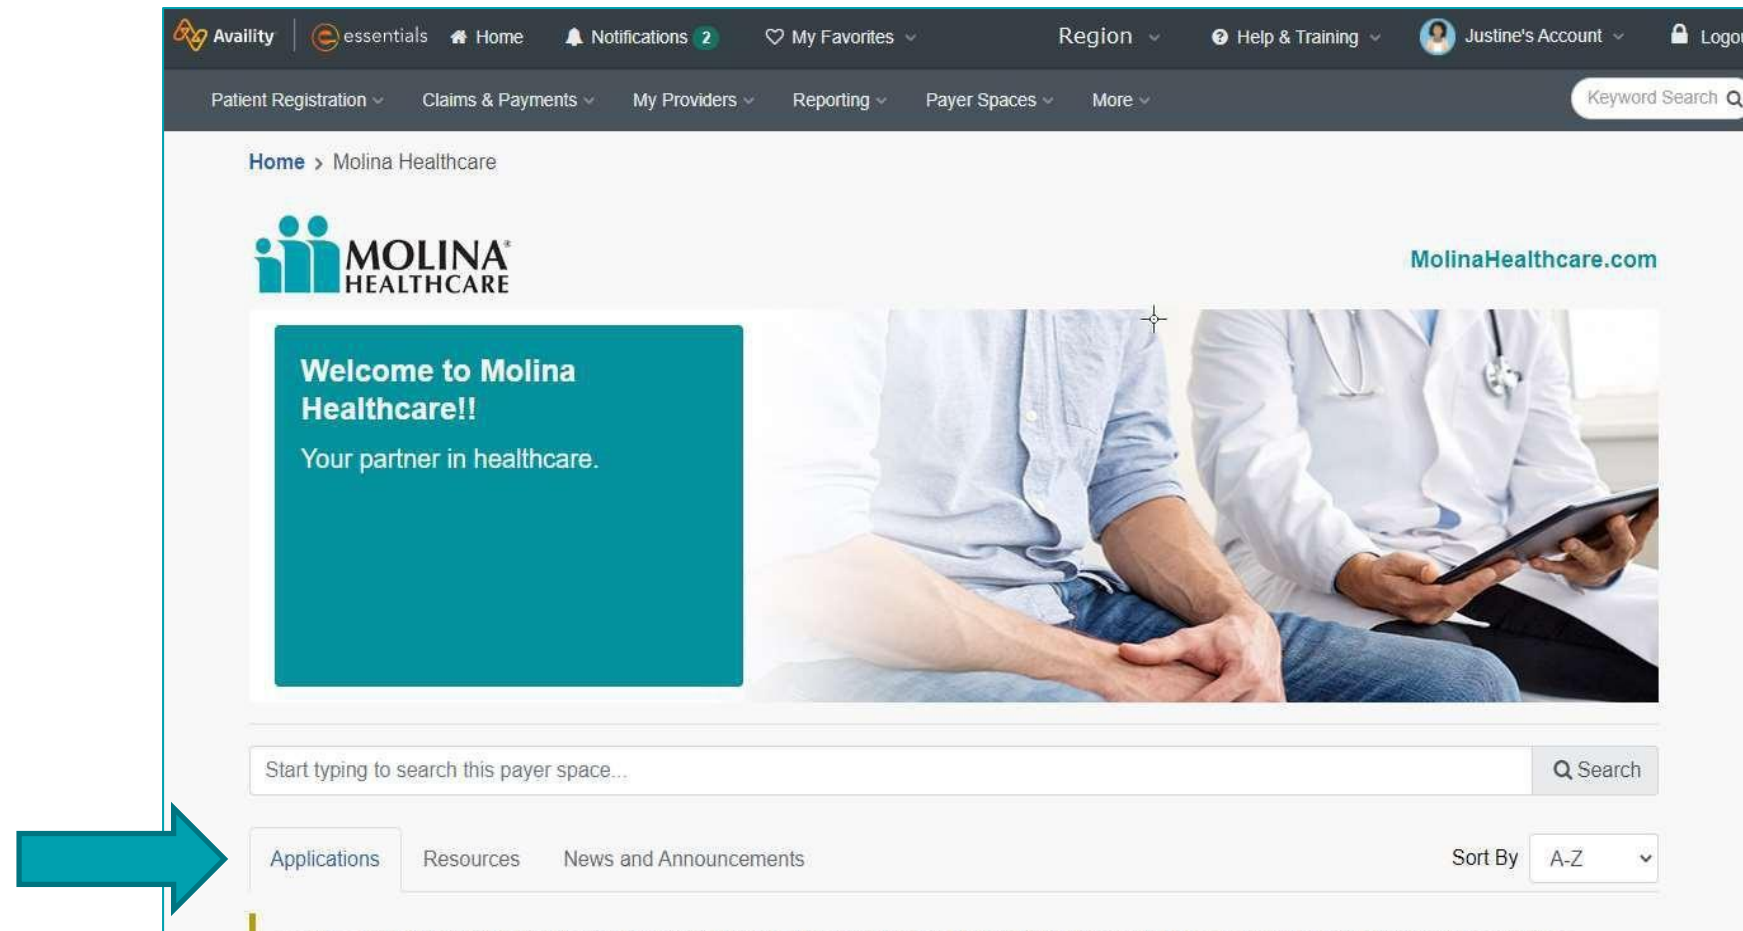 Availity essentials Home Notifications 2 My Favorites Region Help & Training Justine's Account
Patient Registration Claims & Payments My Providers Reporting Payer Spaces More Keyword Search
Home > Molina Healthcare
MOLINA®
HEALTHCARE
MolinaHealthcare.com
Welcome to Molina
Healthcare!!
Your partner in healthcare.
Start typing to search this payer space... Search
Applications Resources News and Announcements Sort By A-Z